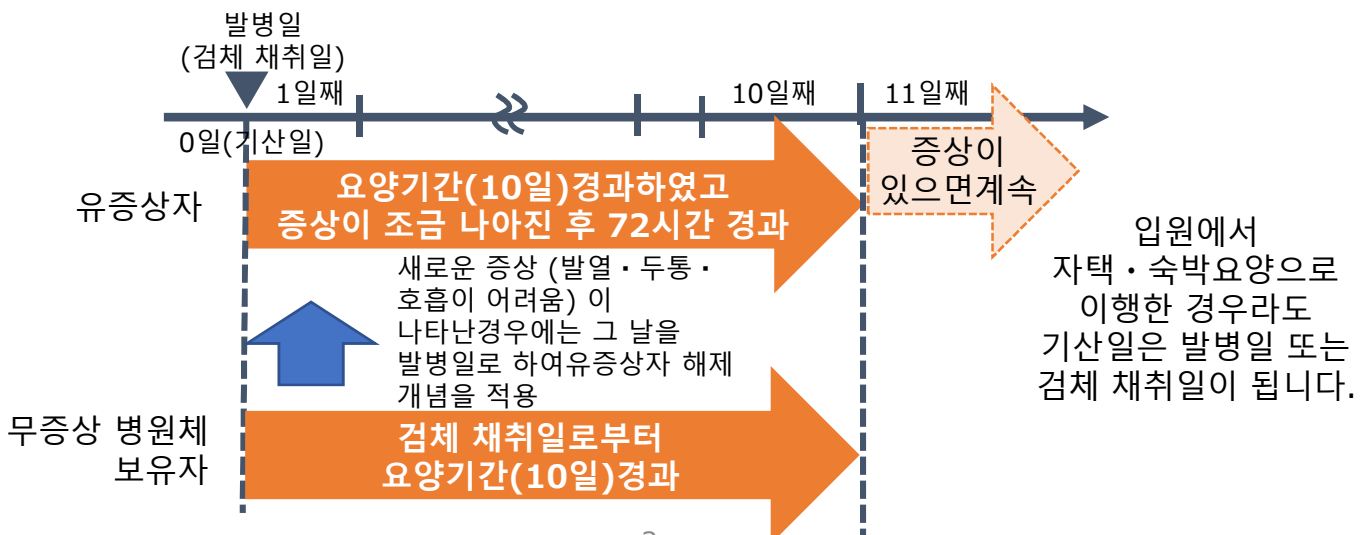 발병일
(검체 채취일)
1일째
10일째
11일째
0일(기산일)
증상이
있으면계속
유증상자
요양기간(10일)경과하였고
증상이 조금 나아진 후 72시간 경과
새로운 증상 (발열・두통・
호흡이 어려움) 이
나타난경우에는 그 날을
발병일로 하여유증상자 해제
개념을 적용
입원에서
자택・숙박요양으로
이행한 경우라도
기산일은 발병일 또는
검체 채취일이 됩니다.
무증상 병원체
보유자
검체 채취일로부터
요양기간(10일)경과